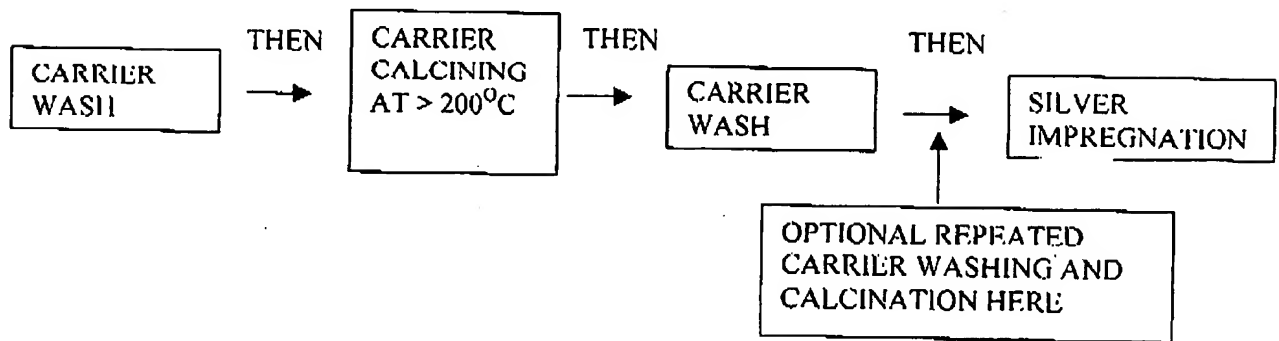 THEN
THEN
THEN
CARRIER
WASH
CARRIER
CALCINING
AT > 200°C
CARRIER
WASH
SILVER
IMPREGNATION
OPTIONAL REPEATED
CARRIER WASHING AND
CALCINATION HERE